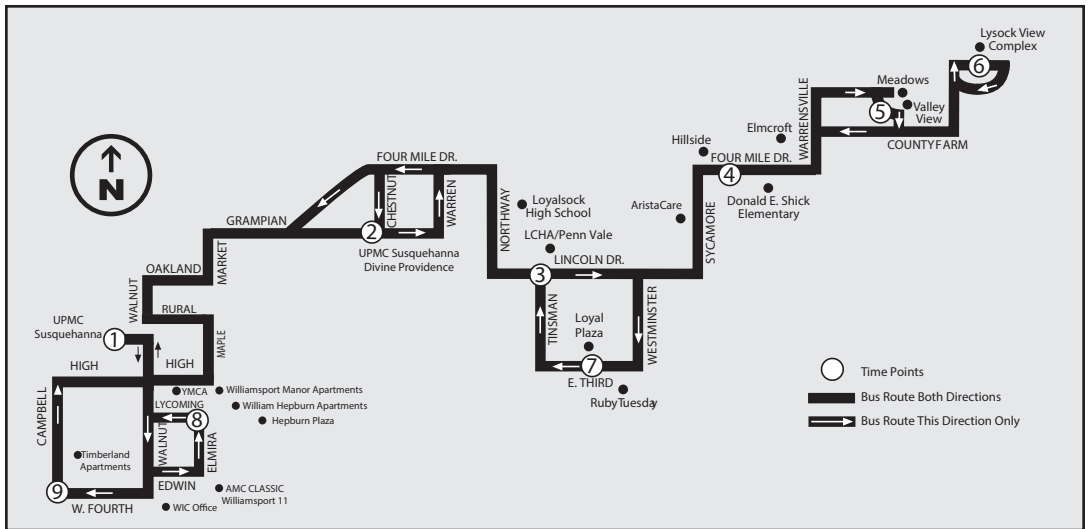 Lysock View
Complex
6
Meadows
5
Valley
View
WARRENSVILLE
COUNTYFARM
Elmcroft
Hillside
FOUR MILE DR.
4
Donald E. Shick
Elementary
AristaCare
SYCAMORE
N
FOUR MILE DR.
CHESTNUT
WARREN
GRAMPIAN
2
UPMC Susquehanna
Divine Providence
NORTHWAY
Loyalsock
High School
LCHA/Penn Vale
LINCOLN DR.
3
TINSMAN
WESTMINSTER
Loyal
Plaza
7
E. THIRD
Ruby Tuesday
MARKET
OAKLAND
WALNUT
RURAL
MAPLE
UPMC
Susquehanna
1
HIGH
HIGH
CAMPBELL
YMCA
Williamsport Manor Apartments
LYCOMING
William Hepburn Apartments
8
Hepburn Plaza
WALNUT
ELMIRA
Timberland
Apartments
EDWIN
9
W. FOURTH
AMC CLASSIC
Williamsport 11
WIC Office
Time Points
Bus Route Both Directions
Bus Route This Direction Only